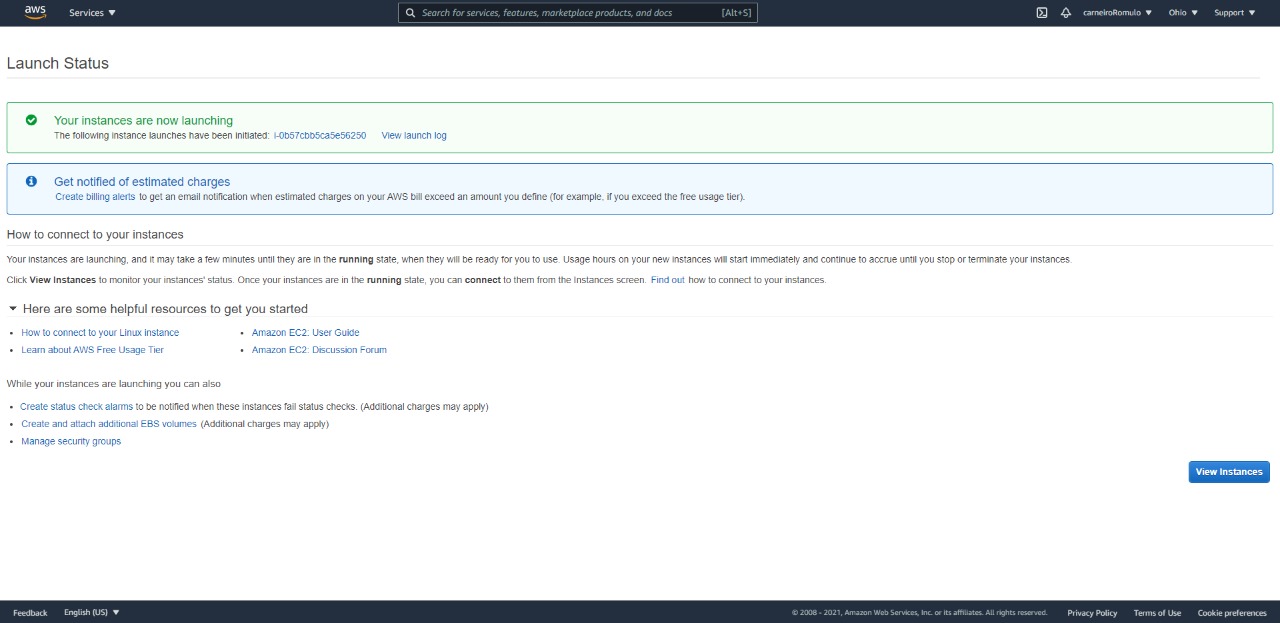 aws Services Search for services, features, marketplace products, and docs [Alt+S] carneiroRomulo Ohio Support
Launch Status
Your instances are now launching
The following instance launches have been initiated: i-0b57cbb5ca5e56250 View launch log
Get notified of estimated charges
Create billing alerts to get an email notification when estimated charges on your AWS bill exceed an amount you define (for example, if you exceed the free usage tier).
How to connect to your instances
Your instances are launching, and it may take a few minutes until they are in the running state, when they will be ready for you to use. Usage hours on your new instances will start immediately and continue to accrue until you stop or terminate your instances.
Click View Instances to monitor your instances' status. Once your instances are in the running state, you can connect to them from the Instances screen. Find out how to connect to your instances.
Here are some helpful resources to get you started
• How to connect to your Linux instance • Amazon EC2: User Guide
• Learn about AWS Free Usage Tier • Amazon EC2: Discussion Forum
While your instances are launching you can also
• Create status check alarms to be notified when these instances fail status checks. (Additional charges may apply)
• Create and attach additional EBS volumes (Additional charges may apply)
• Manage security groups
View Instances
Feedback English (US) © 2008 - 2021, Amazon Web Services, Inc. or its affiliates. All rights reserved. Privacy Policy Terms of Use Cookie preferences